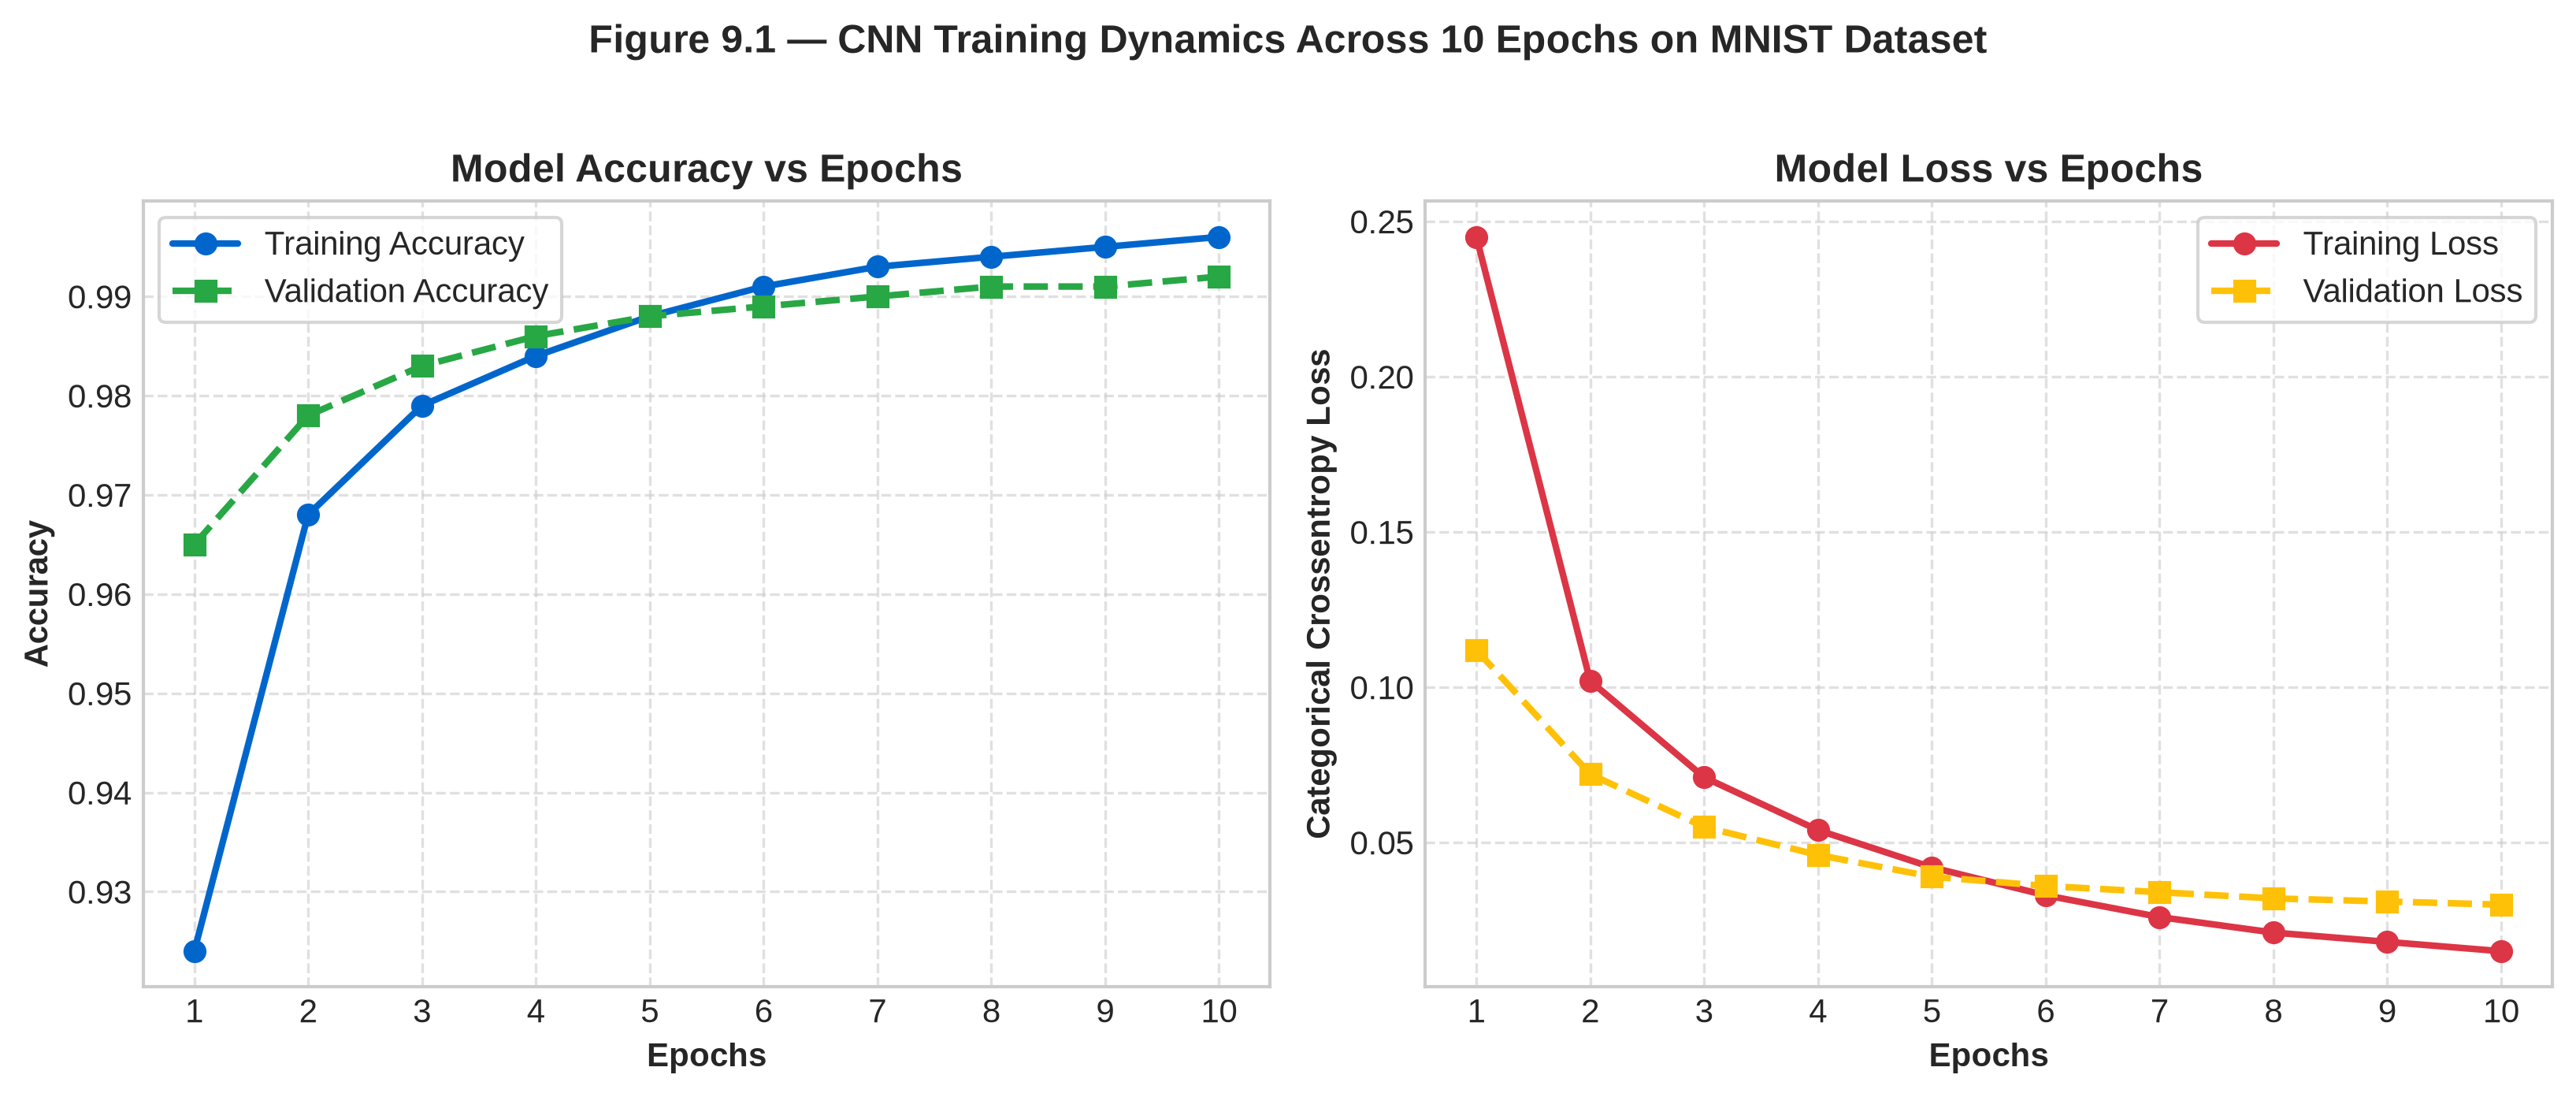 Figure 9.1 — CNN Training Dynamics Across 10 Epochs on MNIST Dataset
Model Accuracy vs Epochs
Training Accuracy
Validation Accuracy
Accuracy
0.99
0.98
0.97
0.96
0.95
0.94
0.93
1 2 3 4 5 6 7 8 9 10
Epochs
Model Loss vs Epochs
Training Loss
Validation Loss
Categorical Crossentropy Loss
0.25
0.20
0.15
0.10
0.05
1 2 3 4 5 6 7 8 9 10
Epochs